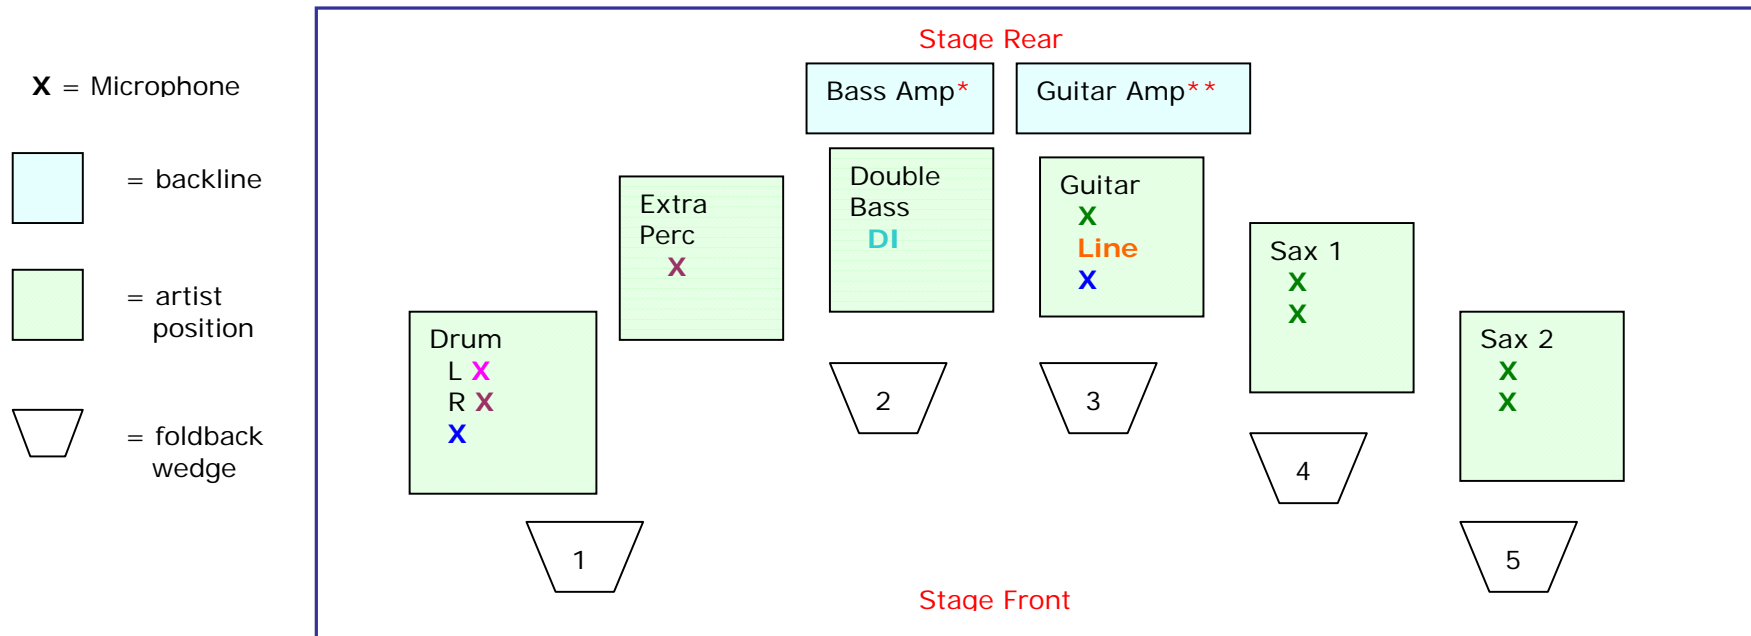 X = Microphone
= backline
= artist
position
= foldback
wedge
Stage Rear
Bass Amp*
Guitar Amp**
Drum
L X
R X
X
Extra
Perc
X
Double
Bass
DI
Guitar
X
Line
X
Sax 1
X
X
Sax 2
X
X
1
2
3
4
5
Stage Front